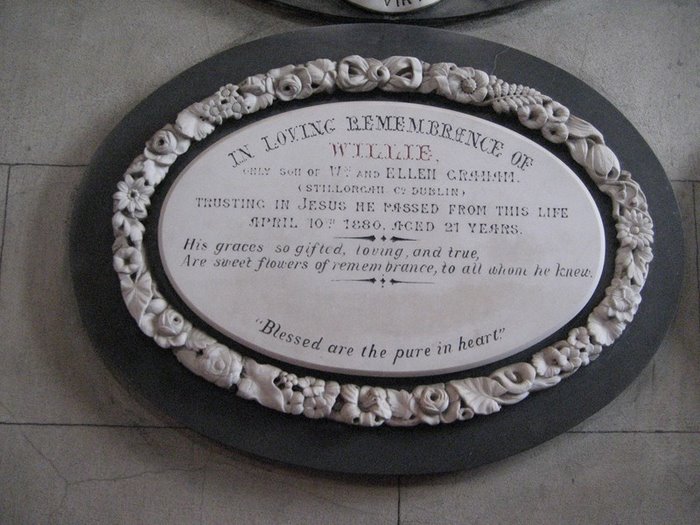 VIRT
IN LOVING REMEMBRENCE OF
WILLIE,
ONLY SON OF Wm AND ELLEN GRAHAM.
(STILLORGAN, Co DUBLIN)
TRUSTING IN JESUS HE PASSED FROM THIS LIFE
APRIL 10TH 1880, AGED 21 YEARS.
His graces so gifted, loving, and true,
Are sweet flowers of remembrance, to all whom he knew.
"Blessed are the pure in heart."